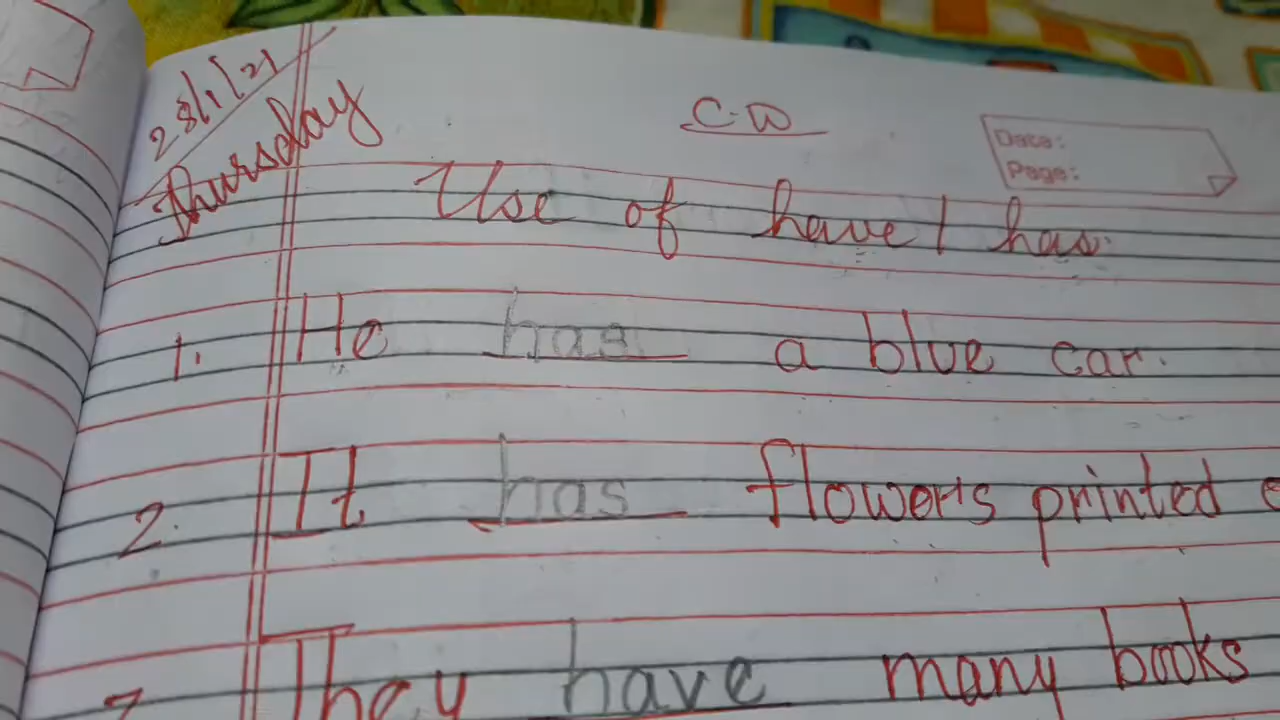 28/1/21
Thursday
C.W
Date:
Page:
Use of have/has.
1. He has a blue car.
2. It has flowers printed
They have many books